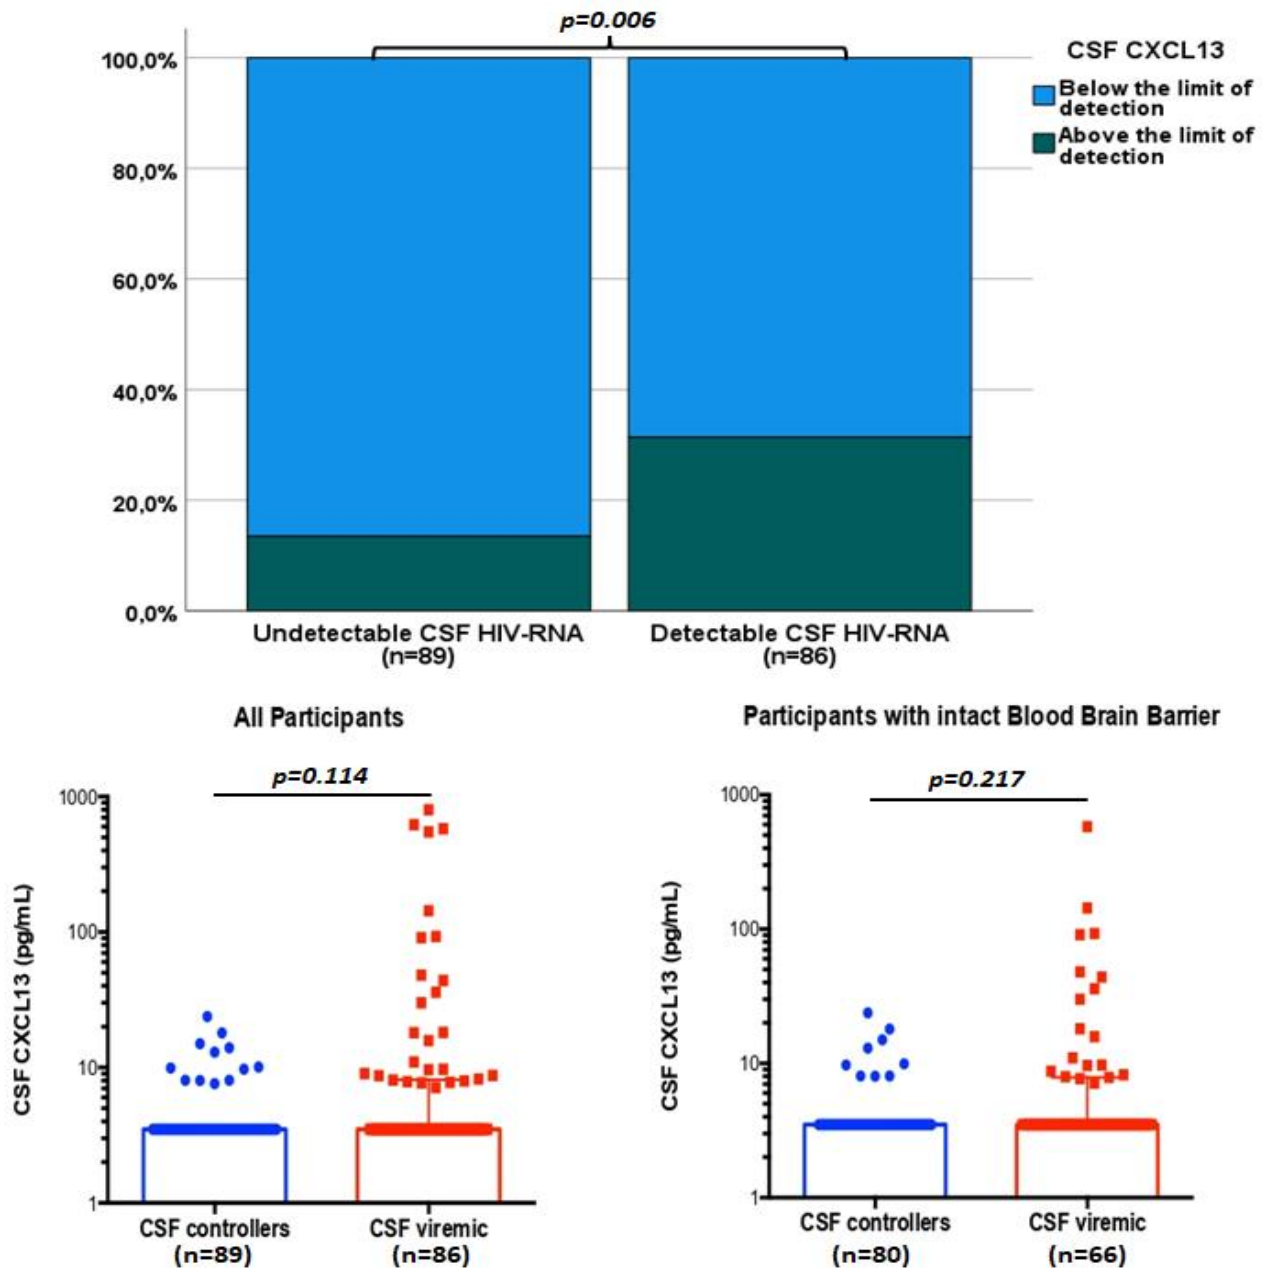 p=0.006
CSF CXCL13
Below the limit of
detection
Above the limit of
detection
100,0%
80,0%
60,0%
40,0%
20,0%
0,0%
Undetectable CSF HIV-RNA
(n=89)
Detectable CSF HIV-RNA
(n=86)
All Participants
p=0.114
CSF CXCL13 (pg/mL)
1000
100
10
1
CSF controllers
(n=89)
CSF viremic
(n=86)
Participants with intact Blood Brain Barrier
p=0.217
CSF CXCL13 (pg/mL)
1000
100
10
1
CSF controllers
(n=80)
CSF viremic
(n=66)